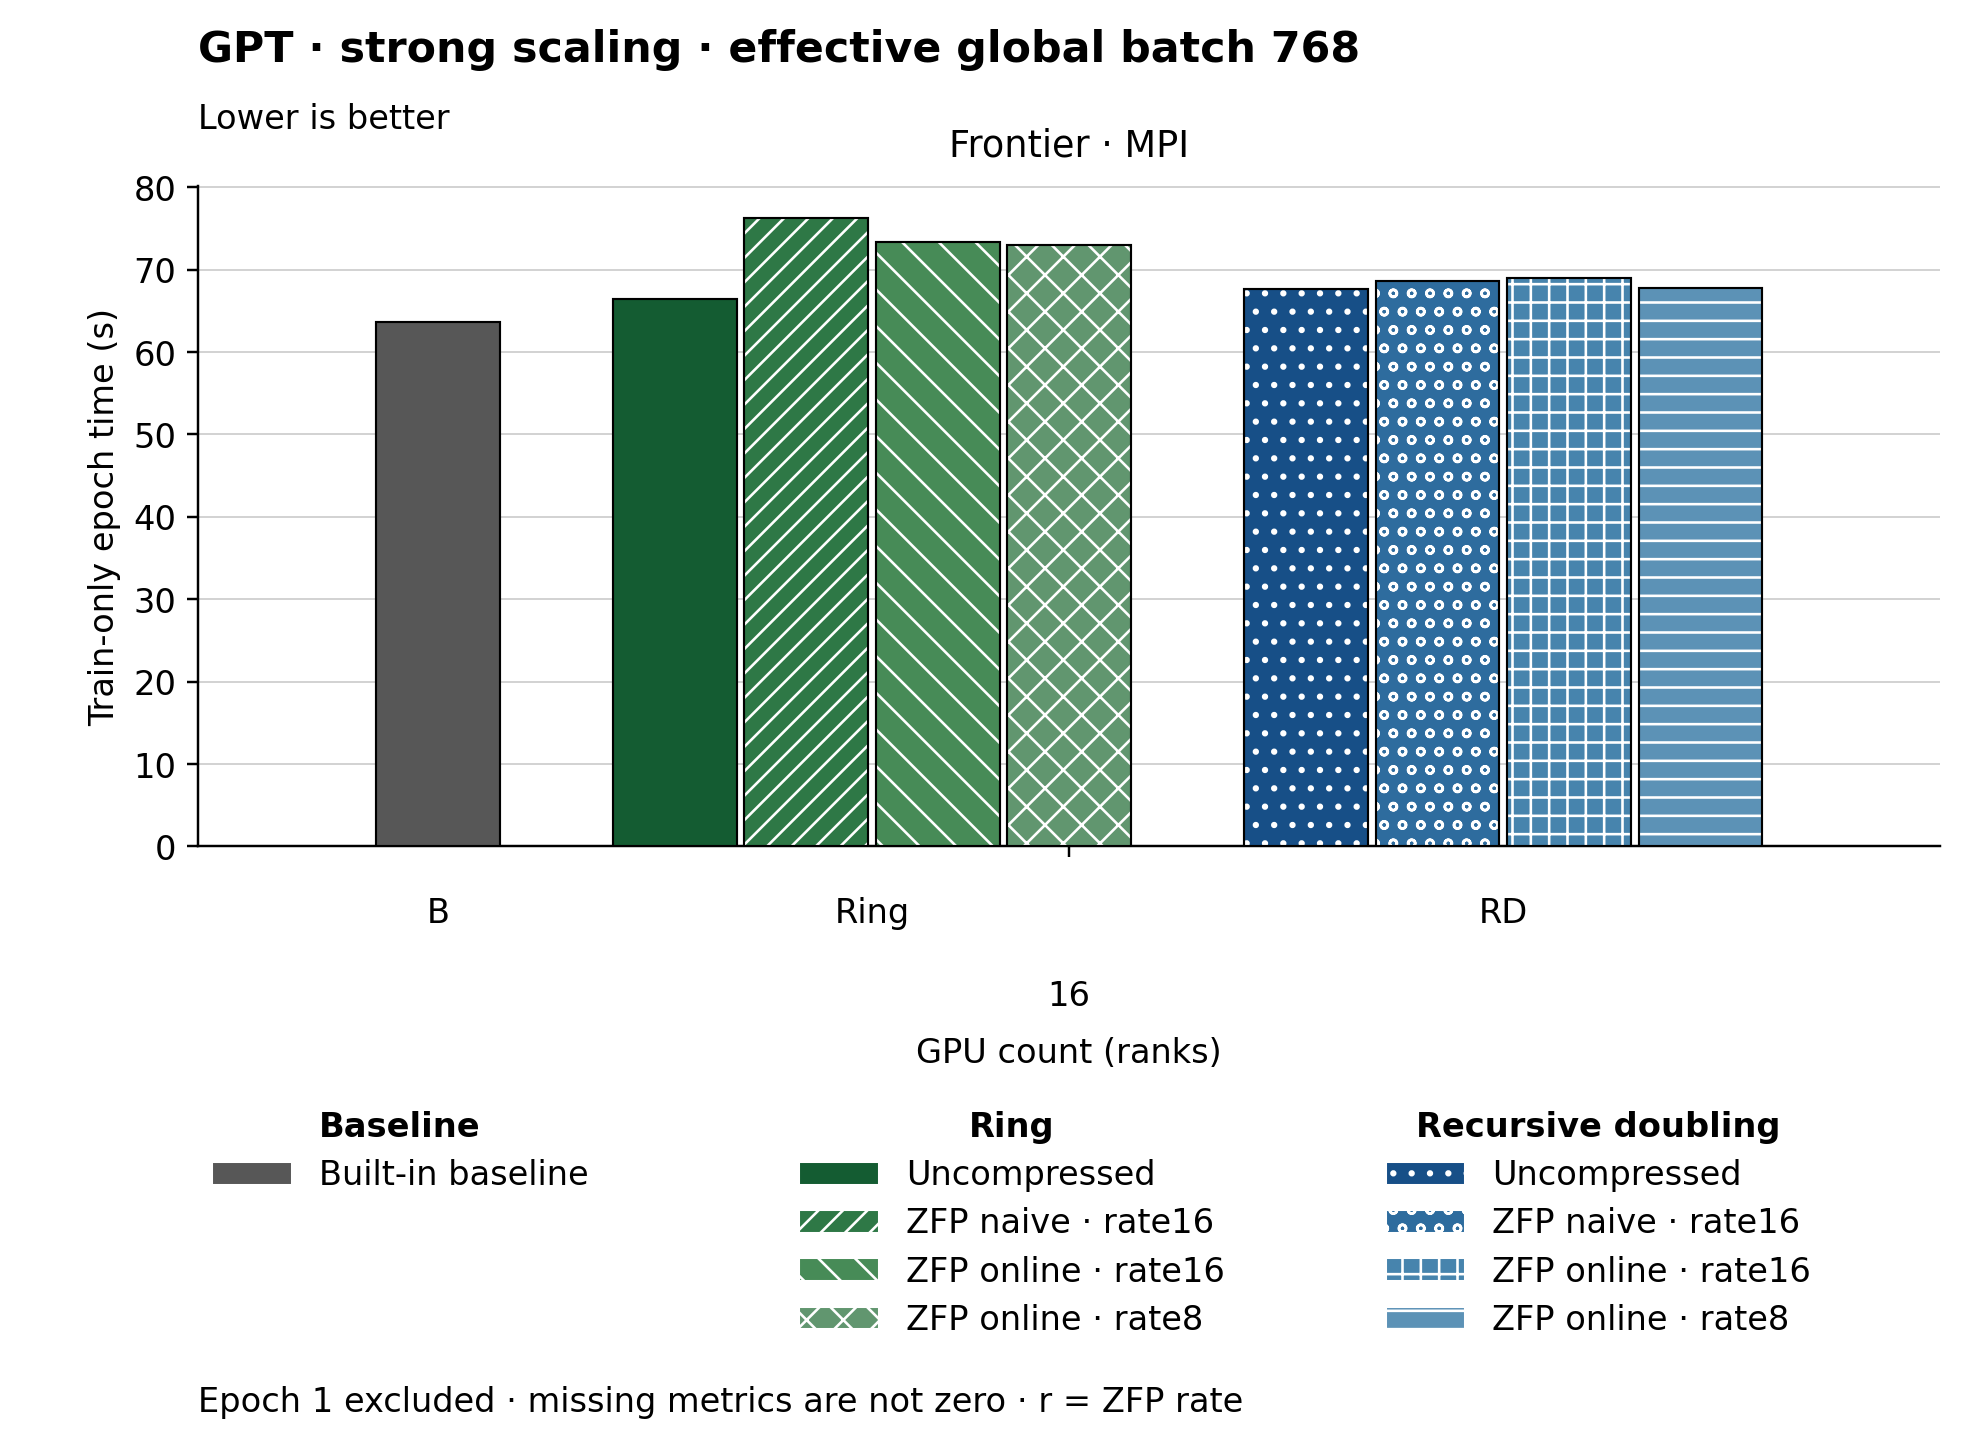 GPT · strong scaling · effective global batch 768
Lower is better
Frontier · MPI
Train-only epoch time (s)
80
70
60
50
40
30
20
10
0
B Ring RD
16
GPU count (ranks)
Baseline Ring Recursive doubling
Built-in baseline Uncompressed Uncompressed
ZFP naive · rate16 ZFP naive · rate16
ZFP online · rate16 ZFP online · rate16
ZFP online · rate8 ZFP online · rate8
Epoch 1 excluded · missing metrics are not zero · r = ZFP rate